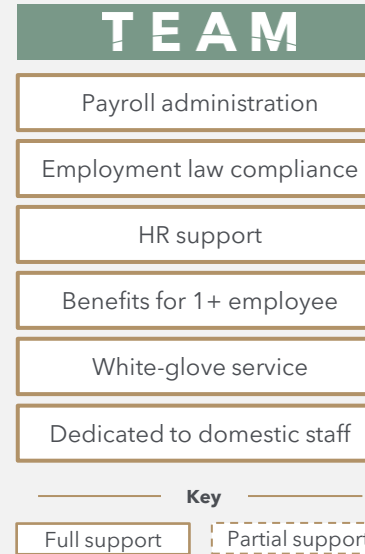 TEAM
Payroll administration
Employment law compliance
HR support
Benefits for 1+ employee
White-glove service
Dedicated to domestic staff
Key
Full support
Partial support